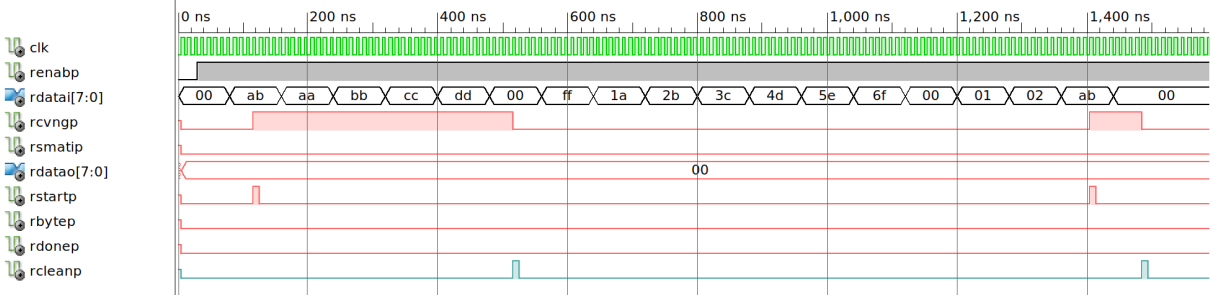 0 ns 200 ns 400 ns 600 ns 800 ns 1,000 ns 1,200 ns 1,400 ns
clk
renabp
rdatai[7:0] 00 ab aa bb cc dd 00 ff 1a 2b 3c 4d 5e 6f 00 01 02 ab 00
rcvngp
rsmatip
rdatao[7:0] 00
rstartp
rbytep
rdonep
rcleanp